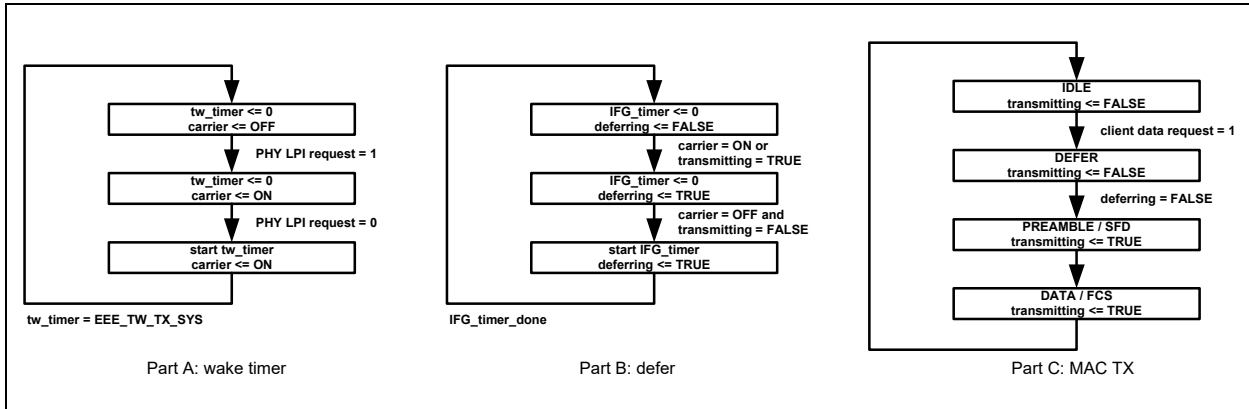 tw_timer <= 0
carrier <= OFF
PHY LPI request = 1
tw_timer <= 0
carrier <= ON
PHY LPI request = 0
start tw_timer
carrier <= ON
tw_timer = EEE_TW_TX_SYS
Part A: wake timer
IFG_timer <= 0
deferring <= FALSE
carrier = ON or
transmitting = TRUE
IFG_timer <= 0
deferring <= TRUE
carrier = OFF and
transmitting = FALSE
start IFG_timer
deferring <= TRUE
IFG_timer_done
Part B: defer
IDLE
transmitting <= FALSE
client data request = 1
DEFER
transmitting <= FALSE
deferring = FALSE
PREAMBLE / SFD
transmitting <= TRUE
DATA / FCS
transmitting <= TRUE
Part C: MAC TX